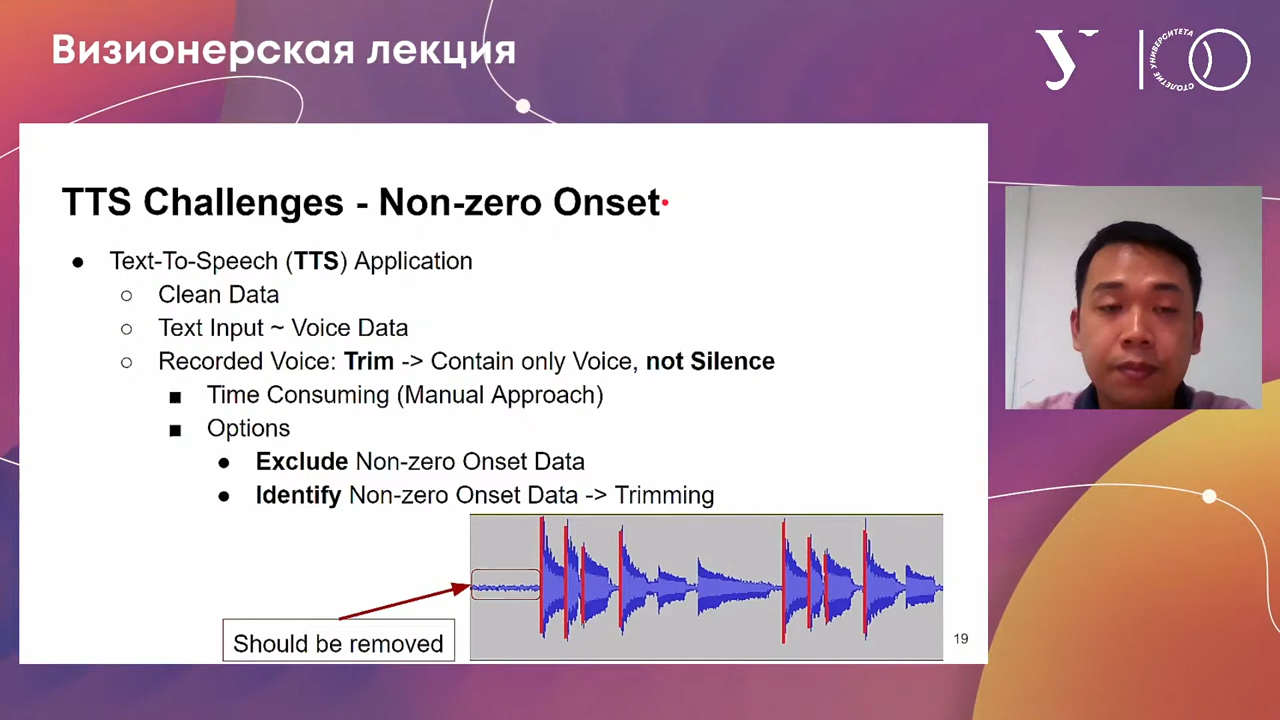 Визионерская лекция
У
СТОЛЕТИЕ УНИВЕРСИТЕТА
TTS Challenges - Non-zero Onset
● Text-To-Speech (TTS) Application
○ Clean Data
○ Text Input ~ Voice Data
○ Recorded Voice: Trim -> Contain only Voice, not Silence
■ Time Consuming (Manual Approach)
■ Options
● Exclude Non-zero Onset Data
● Identify Non-zero Onset Data -> Trimming
Should be removed
19